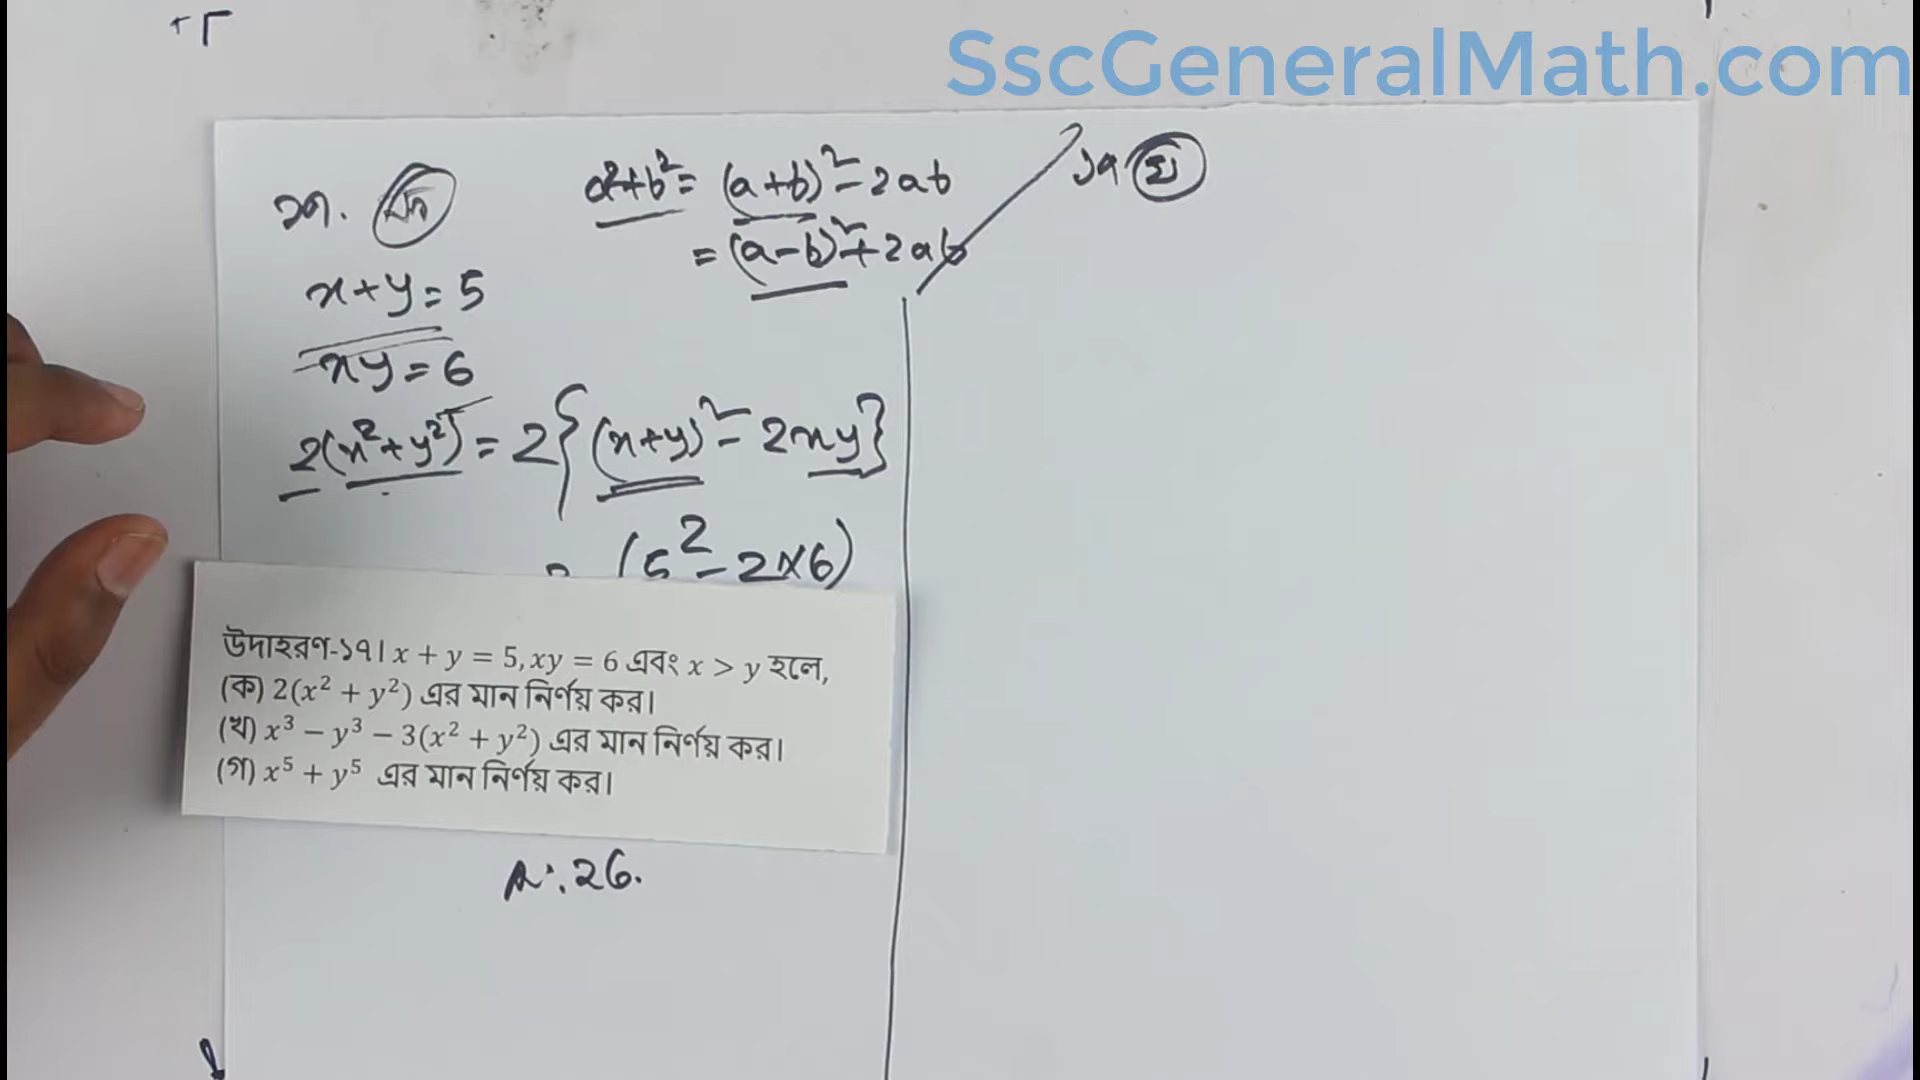 SscGeneralMath.com
১৭. ক
x+y=5
xy=6
a²+b²= (a+b)²-2ab
= (a-b)²+2ab
2(x²+y²) = 2{(x+y)²-2xy}
(5²-2×6)
উদাহরণ-১৭। x + y = 5, xy = 6 এবং x > y হলে,
(ক) 2(x² + y²) এর মান নির্ণয় কর।
(খ) x³ − y³ − 3(x² + y²) এর মান নির্ণয় কর।
(গ) x⁵ + y⁵ এর মান নির্ণয় কর।
26.
১৭ খ